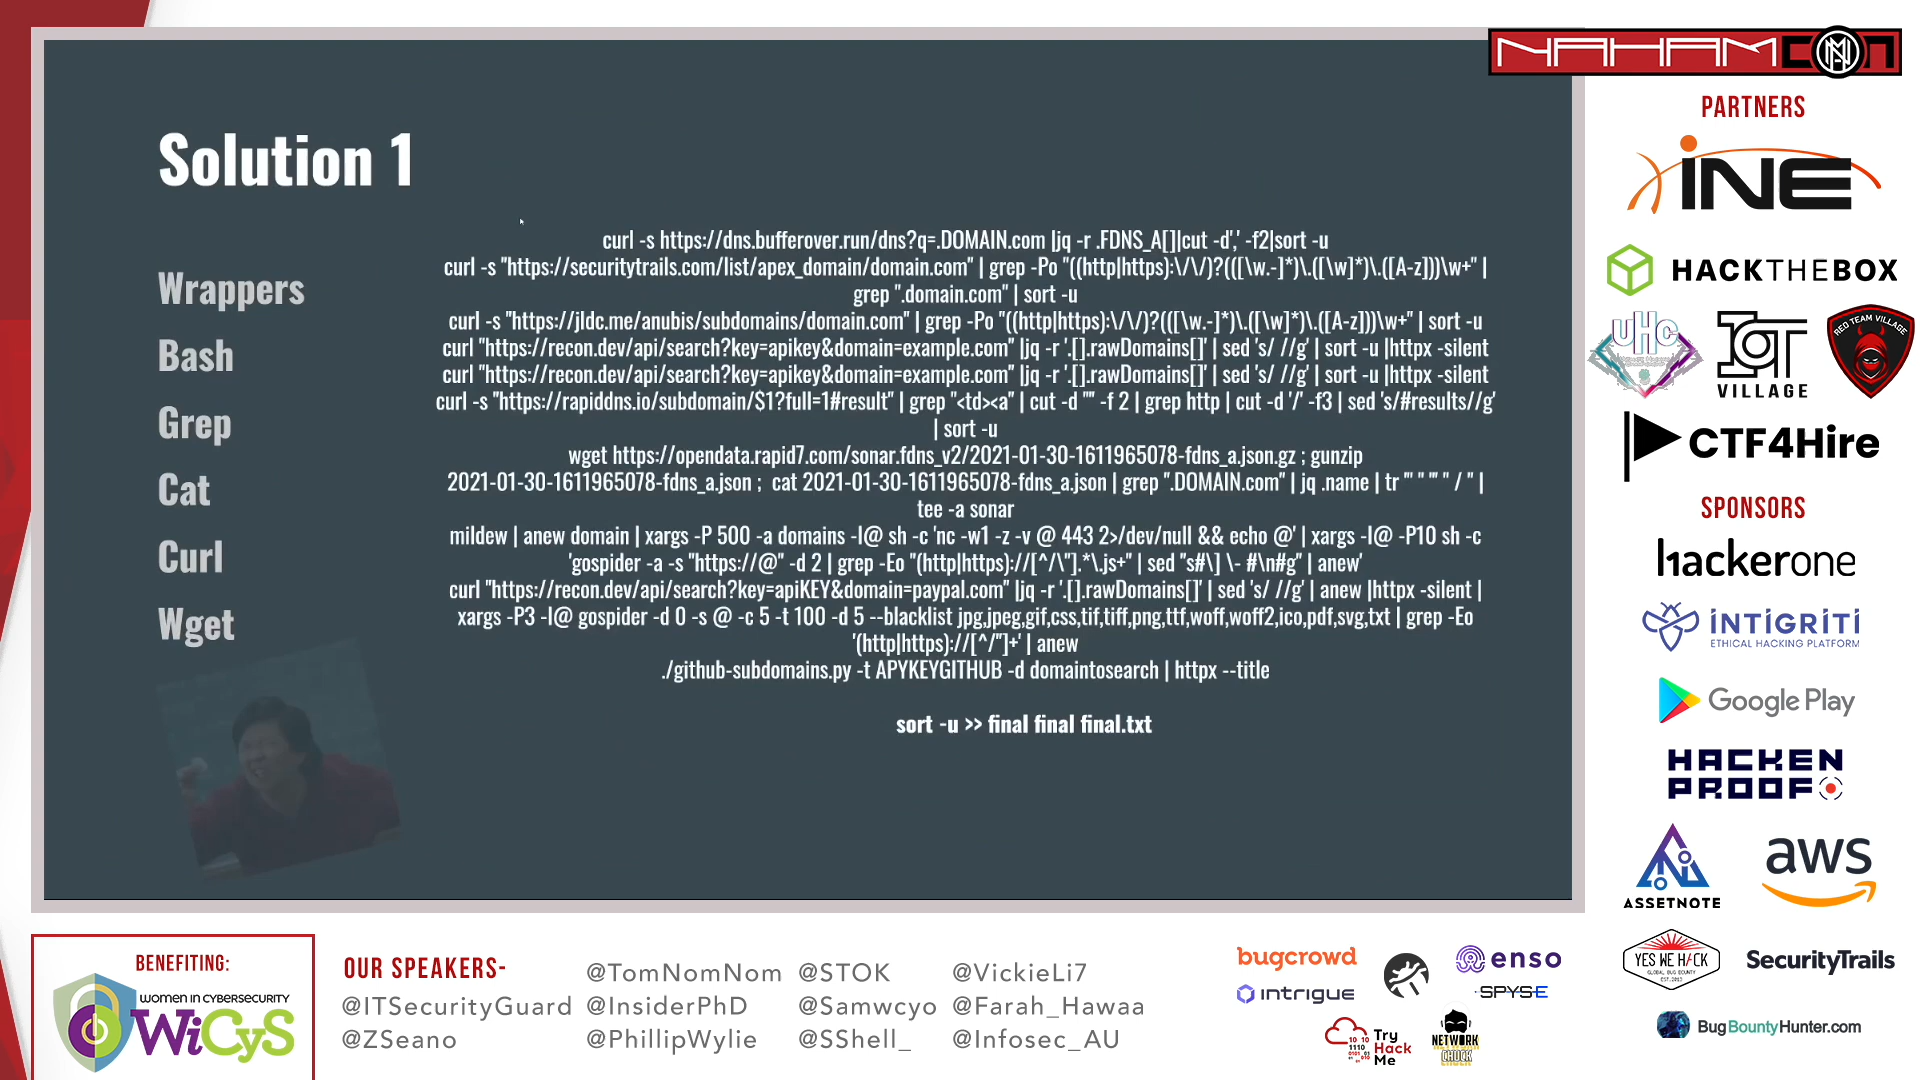 NAHAMCON
Solution 1
Wrappers
Bash
Grep
Cat
Curl
Wget
curl -s https://dns.bufferover.run/dns?q=.DOMAIN.com |jq -r .FDNS_A[]|cut -d',' -f2|sort -u
curl -s "https://securitytrails.com/list/apex_domain/domain.com" | grep -Po "((http|https):\/\/)?(([\w.-]*)\.([\w]*)\.([A-z]))\w+" |
grep ".domain.com" | sort -u
curl -s "https://jldc.me/anubis/subdomains/domain.com" | grep -Po "((http|https):\/\/)?(([\w.-]*)\.([\w]*)\.([A-z]))\w+" | sort -u
curl "https://recon.dev/api/search?key=apikey&domain=example.com" |jq -r '.[].rawDomains[]' | sed 's/ //g' | sort -u |httpx -silent
curl "https://recon.dev/api/search?key=apikey&domain=example.com" |jq -r '.[].rawDomains[]' | sed 's/ //g' | sort -u |httpx -silent
curl -s "https://rapiddns.io/subdomain/$1?full=1#result" | grep "<td><a" | cut -d '"' -f 2 | grep http | cut -d '/' -f3 | sed 's/#results//g'
| sort -u
wget https://opendata.rapid7.com/sonar.fdns_v2/2021-01-30-1611965078-fdns_a.json.gz ; gunzip
2021-01-30-1611965078-fdns_a.json ; cat 2021-01-30-1611965078-fdns_a.json | grep ".DOMAIN.com" | jq .name | tr '" " '" " / " |
tee -a sonar
mildew | anew domain | xargs -P 500 -a domains -I@ sh -c 'nc -w1 -z -v @ 443 2>/dev/null && echo @' | xargs -I@ -P10 sh -c
'gospider -a -s "https://@" -d 2 | grep -Eo "(http|https)://[^/\"].*\.js+" | sed "s#\] \- #\n#g" | anew'
curl "https://recon.dev/api/search?key=apiKEY&domain=paypal.com" |jq -r '.[].rawDomains[]' | sed 's/ //g' | anew |httpx -silent |
xargs -P3 -I@ gospider -d 0 -s @ -c 5 -t 100 -d 5 --blacklist jpg,jpeg,gif,css,tif,tiff,png,ttf,woff,woff2,ico,pdf,svg,txt | grep -Eo
'(http|https)://[^/"]+' | anew
./github-subdomains.py -t APYKEYGITHUB -d domaintosearch | httpx --title
sort -u >> final final final.txt
PARTNERS
INE
HACKTHEBOX
UHC
IOT
VILLAGE
RED TEAM VILLAGE
CTF4Hire
SPONSORS
hackerone
INTIGRITI
ETHICAL HACKING PLATFORM
Google Play
HACKEN
PROOF
ASSETNOTE
aws
YES WE HACK
GLOBAL BUG BOUNTY
SecurityTrails
BugBountyHunter.com
BENEFITING:
WOMEN IN CYBERSECURITY
WiCyS
OUR SPEAKERS-
@TomNomNom @STOK @VickieLi7
@ITSecurityGuard @InsiderPhD @Samwcyo @Farah_Hawaa
@ZSeano @PhillipWylie @SShell_ @Infosec_AU
bugcrowd
enso
intrigue
SPYSE
Try
Hack
Me
NETWORK
CHUCK